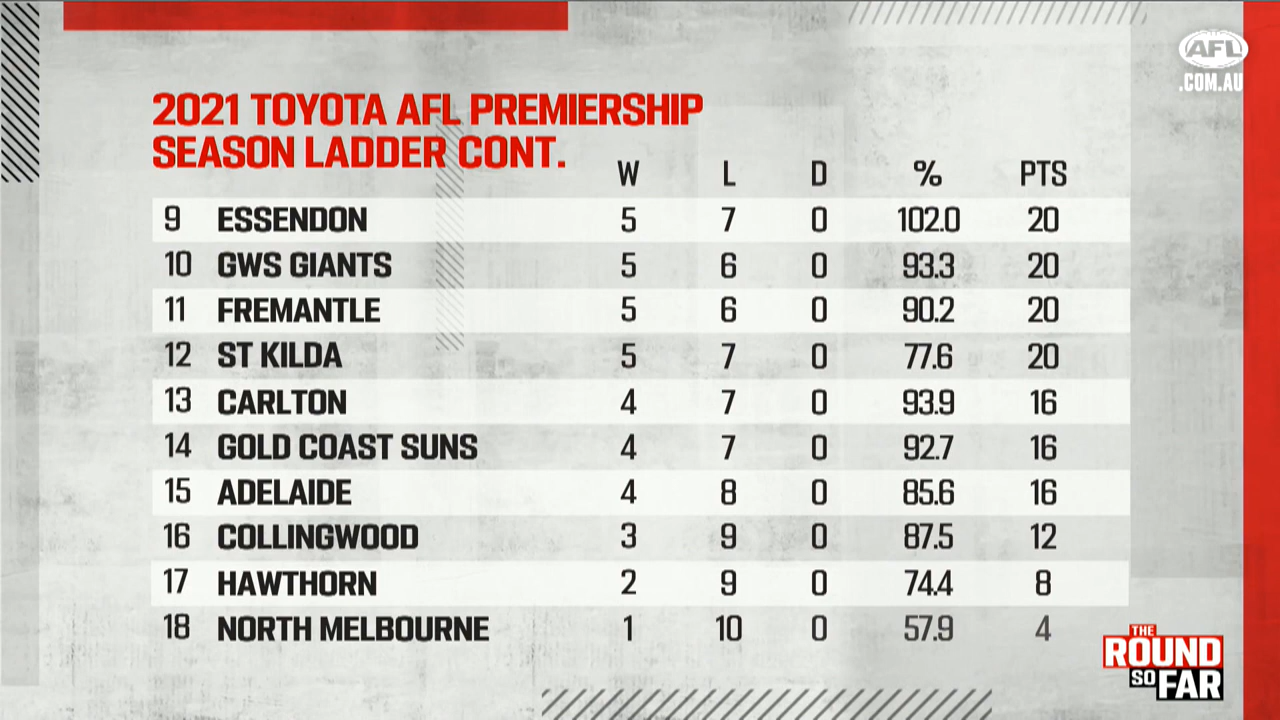 AFL
.COM.AU
2021 TOYOTA AFL PREMIERSHIP
SEASON LADDER CONT.
W L D % PTS
9 ESSENDON 5 7 0 102.0 20
10 GWS GIANTS 5 6 0 93.3 20
11 FREMANTLE 5 6 0 90.2 20
12 ST KILDA 5 7 0 77.6 20
13 CARLTON 4 7 0 93.9 16
14 GOLD COAST SUNS 4 7 0 92.7 16
15 ADELAIDE 4 8 0 85.6 16
16 COLLINGWOOD 3 9 0 87.5 12
17 HAWTHORN 2 9 0 74.4 8
18 NORTH MELBOURNE 1 10 0 57.9 4
THE
ROUND
SO FAR